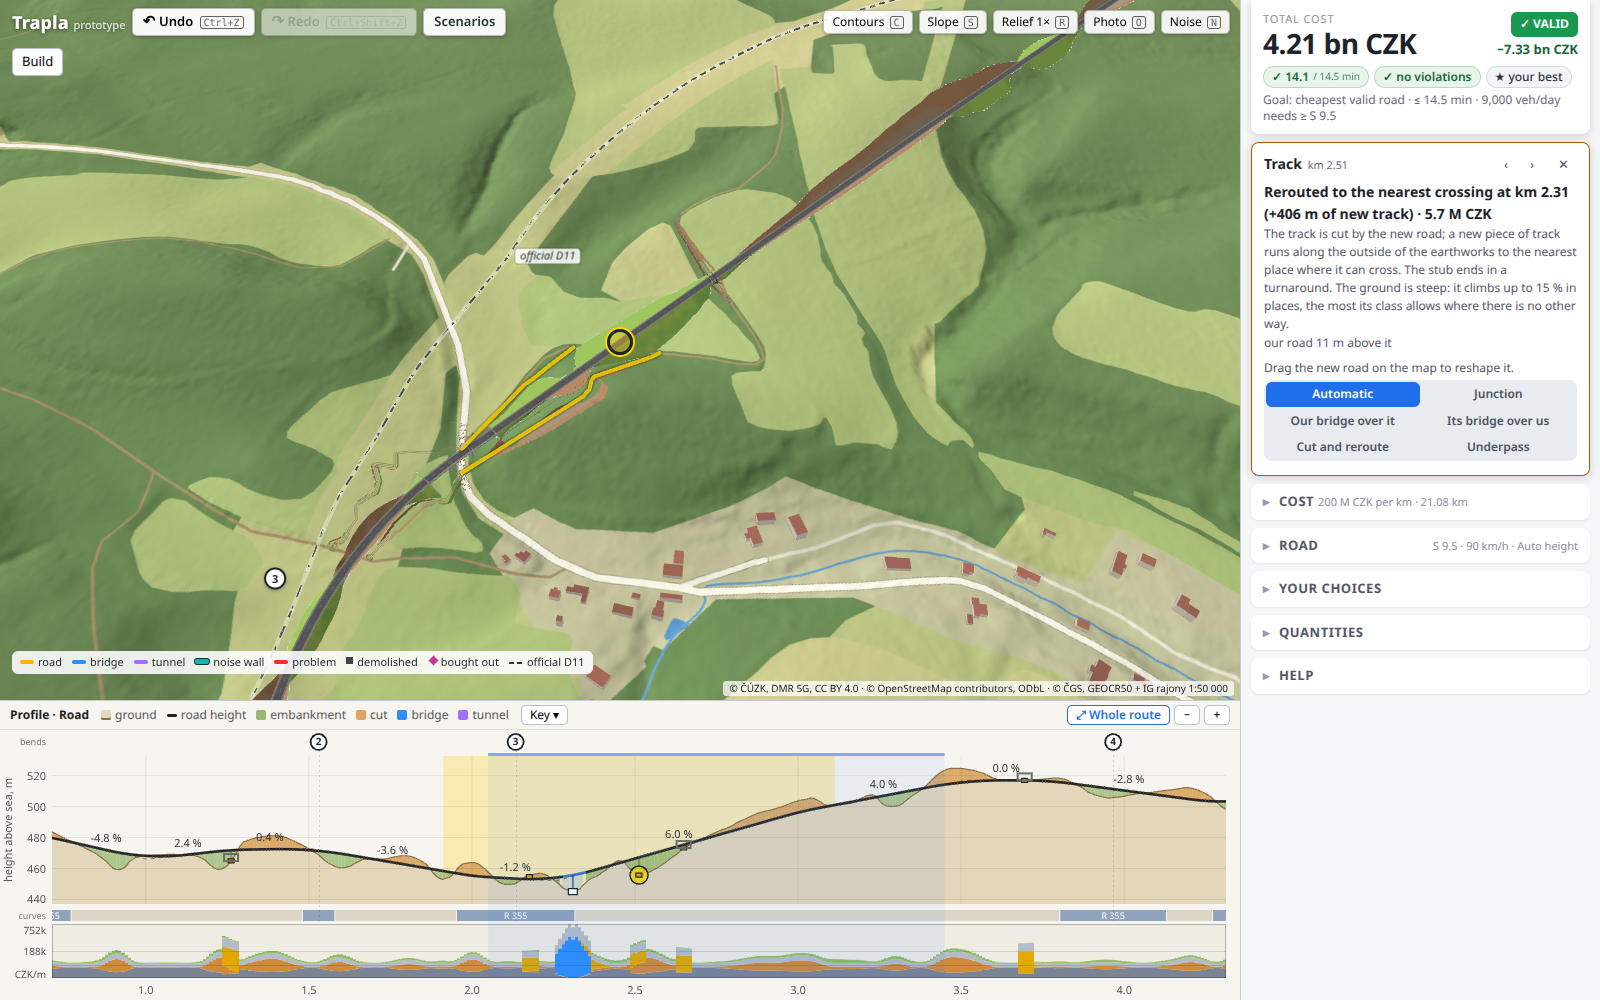 Trapla prototype
↶ Undo Ctrl+Z
↷ Redo Ctrl+Shift+Z
Scenarios
Contours C
Slope S
Relief 1× R
Photo O
Noise N
Build
official D11
3
road
bridge
tunnel
noise wall
problem
demolished
bought out
official D11
© ČÚZK, DMR 5G, CC BY 4.0 · © OpenStreetMap contributors, ODbL · © ČGS, GEOCR50 + IG rajony 1:50 000
TOTAL COST
✓ VALID
4.21 bn CZK
−7.33 bn CZK
✓ 14.1 / 14.5 min
✓ no violations
★ your best
Goal: cheapest valid road · ≤ 14.5 min · 9,000 veh/day
needs ≥ S 9.5
Track km 2.51
‹ › ✕
Rerouted to the nearest crossing at km 2.31
(+406 m of new track) · 5.7 M CZK
The track is cut by the new road; a new piece of track
runs along the outside of the earthworks to the nearest
place where it can cross. The stub ends in a
turnaround. The ground is steep: it climbs up to 15 % in
places, the most its class allows where there is no other
way.
our road 11 m above it
Drag the new road on the map to reshape it.
Automatic
Junction
Our bridge over it
Its bridge over us
Cut and reroute
Underpass
▸ COST 200 M CZK per km · 21.08 km
▸ ROAD S 9.5 · 90 km/h · Auto height
▸ YOUR CHOICES
▸ QUANTITIES
▸ HELP
Profile · Road
ground
road height
embankment
cut
bridge
tunnel
Key ▾
⤢ Whole route
−
+
bends
2
3
4
height above sea, m
520
500
480
460
440
-4.8 %
2.4 %
0.4 %
-3.6 %
-1.2 %
6.0 %
4.0 %
0.0 %
-2.8 %
curves
55
R 355
R 355
752k
188k
CZK/m
1.0
1.5
2.0
2.5
3.0
3.5
4.0